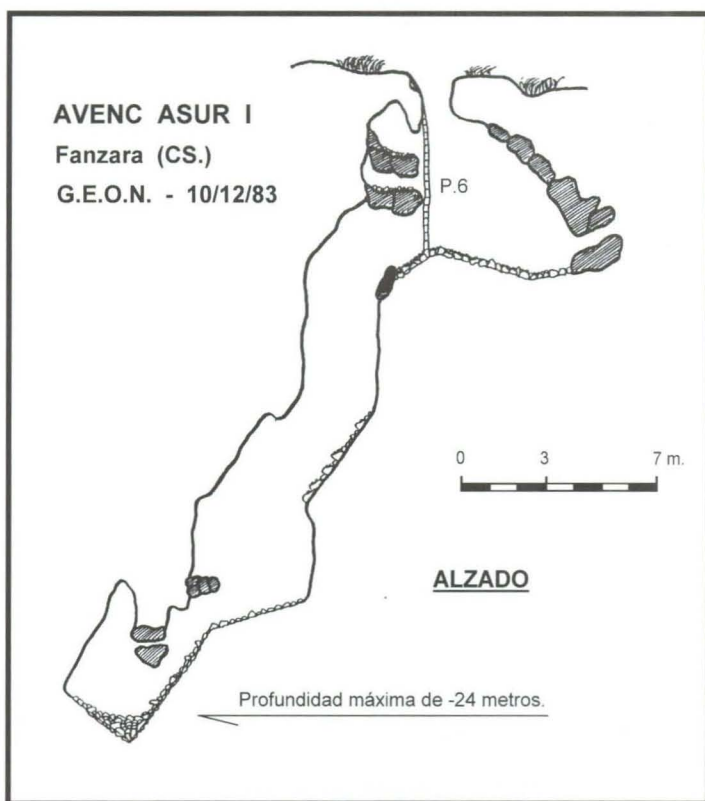 AVENC ASUR I
Fanzara (CS.)
G.E.O.N. - 10/12/83
P.6
0 3 7 m.
ALZADO
Profundidad máxima de -24 metros.